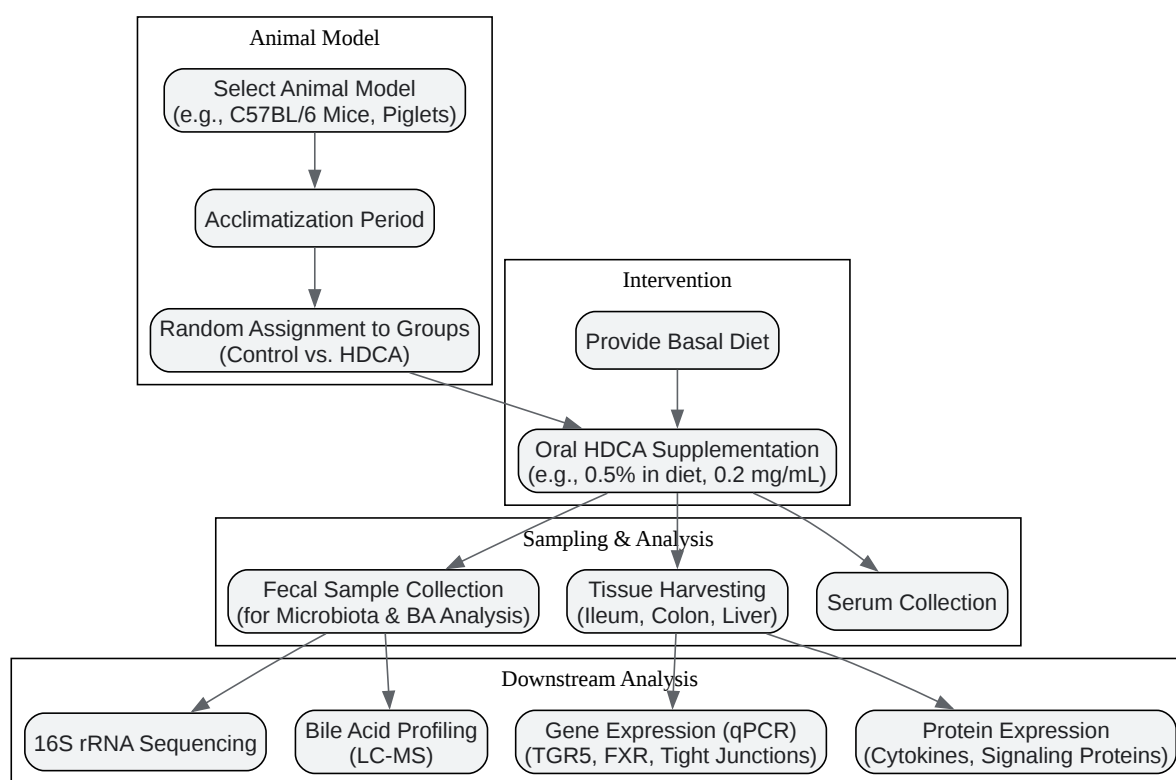 Animal Model
Select Animal Model
(e.g., C57BL/6 Mice, Piglets)
Acclimatization Period
Random Assignment to Groups
(Control vs. HDCA)
Intervention
Provide Basal Diet
Oral HDCA Supplementation
(e.g., 0.5% in diet, 0.2 mg/mL)
Sampling & Analysis
Fecal Sample Collection
(for Microbiota & BA Analysis)
Tissue Harvesting
(Ileum, Colon, Liver)
Serum Collection
Downstream Analysis
16S rRNA Sequencing
Bile Acid Profiling
(LC-MS)
Gene Expression (qPCR)
(TGR5, FXR, Tight Junctions)
Protein Expression
(Cytokines, Signaling Proteins)